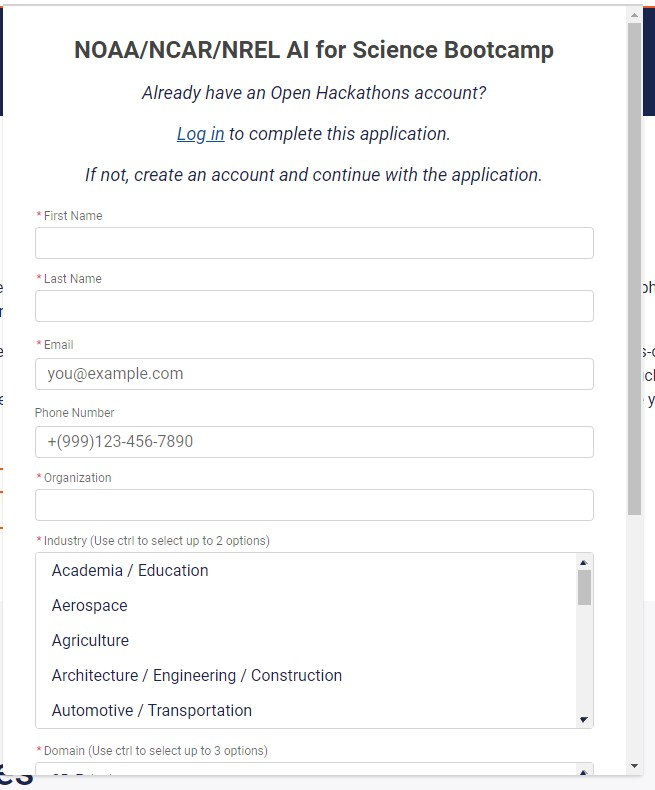 NOAA/NCAR/NREL AI for Science Bootcamp
Already have an Open Hackathons account?
Log in to complete this application.
If not, create an account and continue with the application.
* First Name
* Last Name
* Email
you@example.com
Phone Number
+(999)123-456-7890
* Organization
* Industry (Use ctrl to select up to 2 options)
Academia / Education
Aerospace
Agriculture
Architecture / Engineering / Construction
Automotive / Transportation
* Domain (Use ctrl to select up to 3 options)